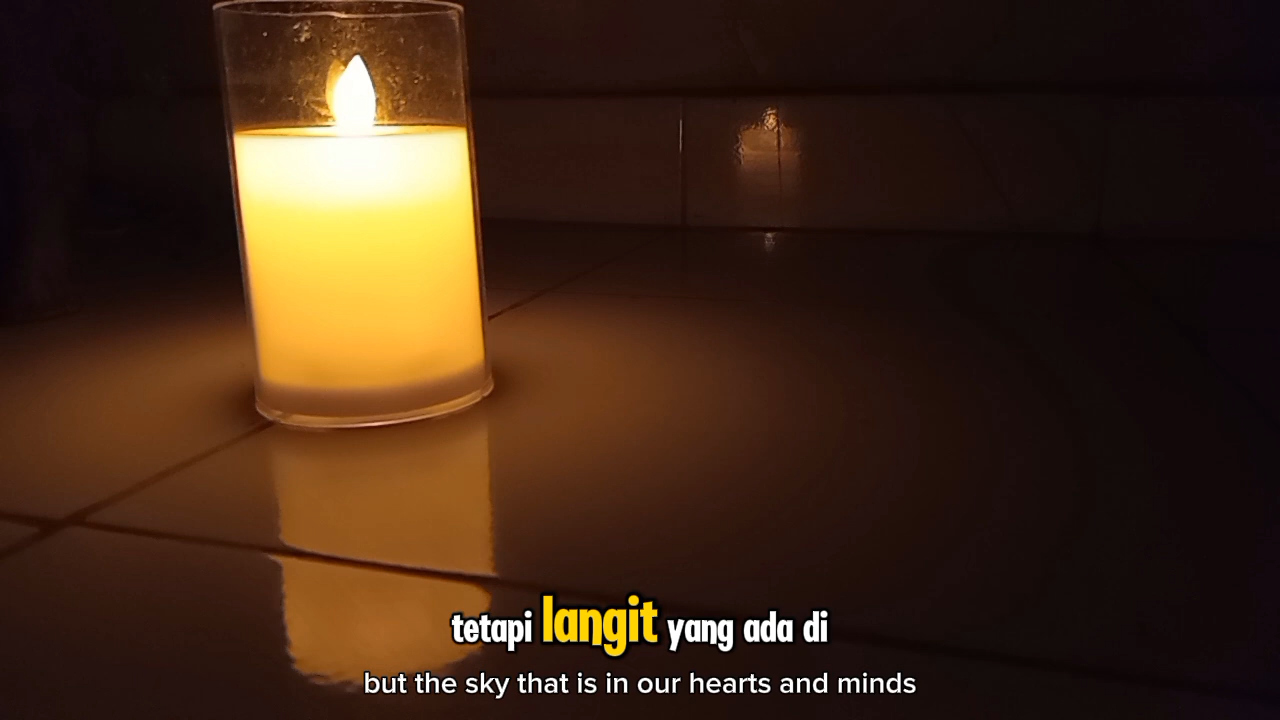 tetapi langit yang ada di
but the sky that is in our hearts and minds